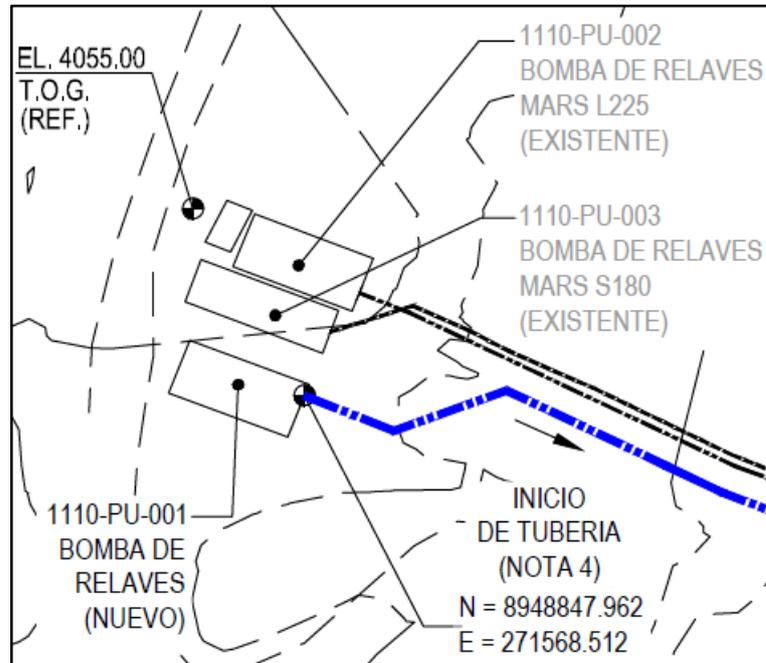 EL. 4055.00
T.O.G.
(REF.)
1110-PU-002
BOMBA DE RELAVES
MARS L225
(EXISTENTE)
1110-PU-003
BOMBA DE RELAVES
MARS S180
(EXISTENTE)
1110-PU-001
BOMBA DE
RELAVES
(NUEVO)
INICIO
DE TUBERIA
(NOTA 4)
N = 8948847.962
E = 271568.512